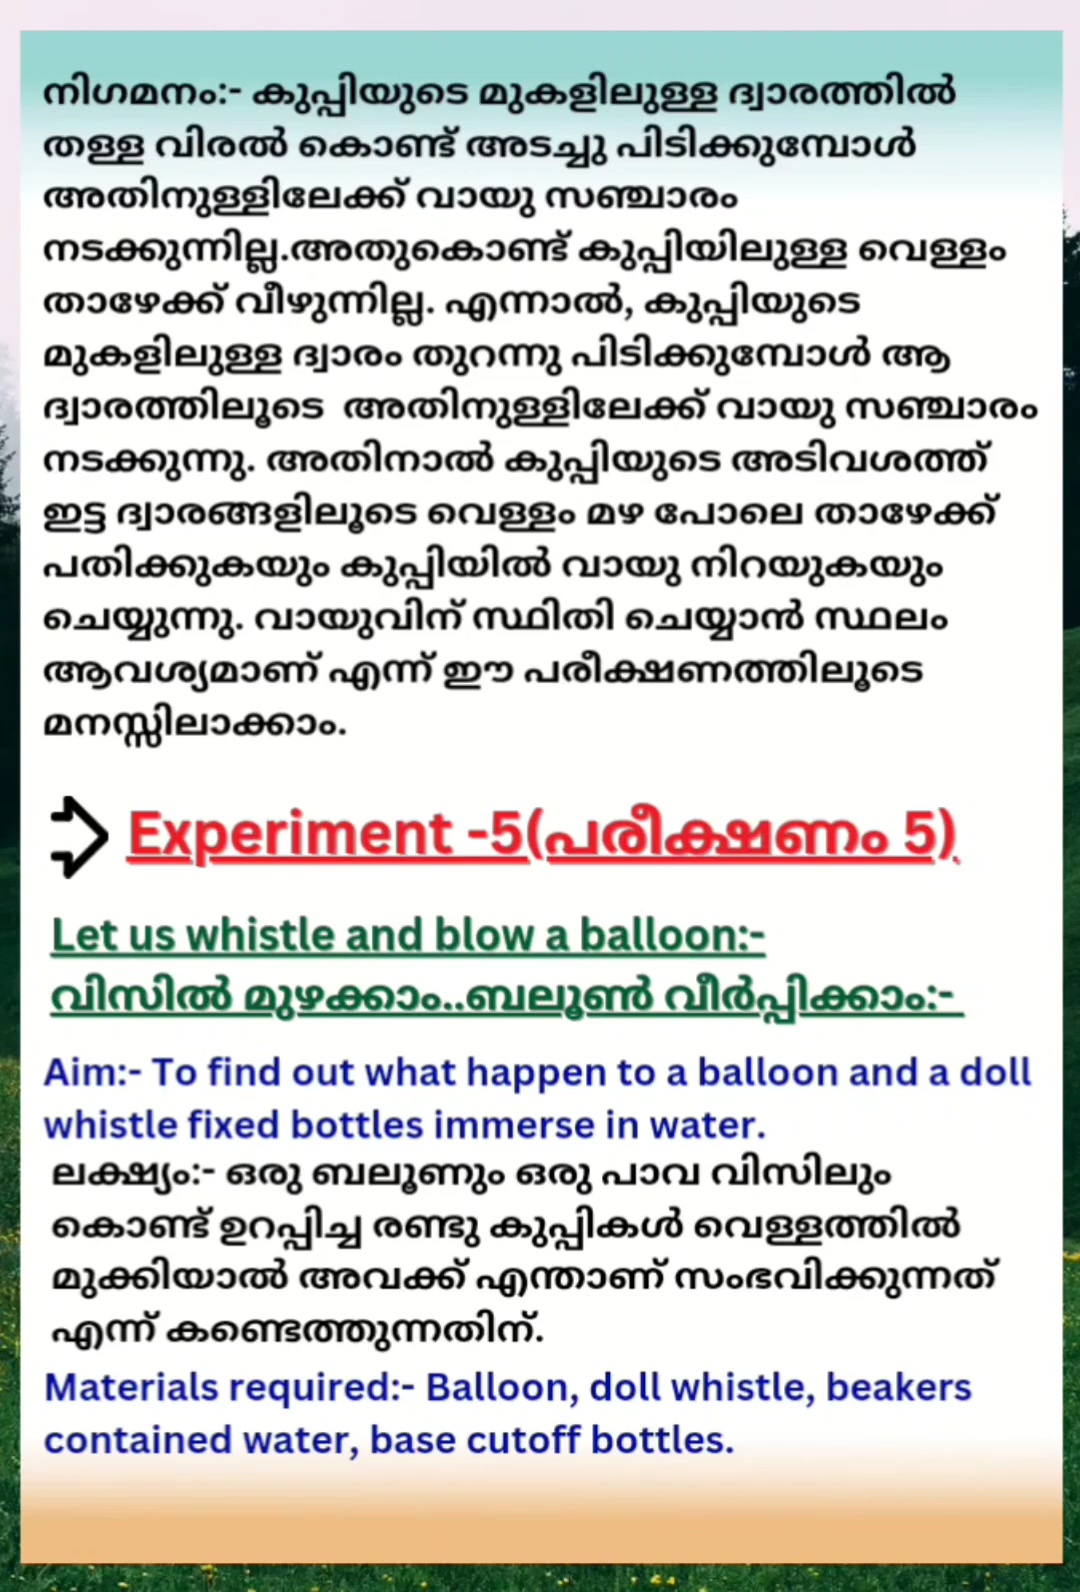 നിഗമനം:- കുപ്പിയുടെ മുകളിലുള്ള ദ്വാരത്തിൽ
തള്ള വിരൽ കൊണ്ട് അടച്ചു പിടിക്കുമ്പോൾ
അതിനുള്ളിലേക്ക് വായു സഞ്ചാരം
നടക്കുന്നില്ല.അതുകൊണ്ട് കുപ്പിയിലുള്ള വെള്ളം
താഴേക്ക് വീഴുന്നില്ല. എന്നാൽ, കുപ്പിയുടെ
മുകളിലുള്ള ദ്വാരം തുറന്നു പിടിക്കുമ്പോൾ ആ
ദ്വാരത്തിലൂടെ അതിനുള്ളിലേക്ക് വായു സഞ്ചാരം
നടക്കുന്നു. അതിനാൽ കുപ്പിയുടെ അടിവശത്ത്
ഇട്ട ദ്വാരങ്ങളിലൂടെ വെള്ളം മഴ പോലെ താഴേക്ക്
പതിക്കുകയും കുപ്പിയിൽ വായു നിറയുകയും
ചെയ്യുന്നു. വായുവിന് സ്ഥിതി ചെയ്യാൻ സ്ഥലം
ആവശ്യമാണ് എന്ന് ഈ പരീക്ഷണത്തിലൂടെ
മനസ്സിലാക്കാം.
Experiment -5(പരീക്ഷണം 5)
Let us whistle and blow a balloon:-
വിസിൽ മുഴക്കാം..ബലൂൺ വീർപ്പിക്കാം:-
Aim:- To find out what happen to a balloon and a doll
whistle fixed bottles immerse in water.
ലക്ഷ്യം:- ഒരു ബലൂണും ഒരു പാവ വിസിലും
കൊണ്ട് ഉറപ്പിച്ച രണ്ടു കുപ്പികൾ വെള്ളത്തിൽ
മുക്കിയാൽ അവക്ക് എന്താണ് സംഭവിക്കുന്നത്
എന്ന് കണ്ടെത്തുന്നതിന്.
Materials required:- Balloon, doll whistle, beakers
contained water, base cutoff bottles.